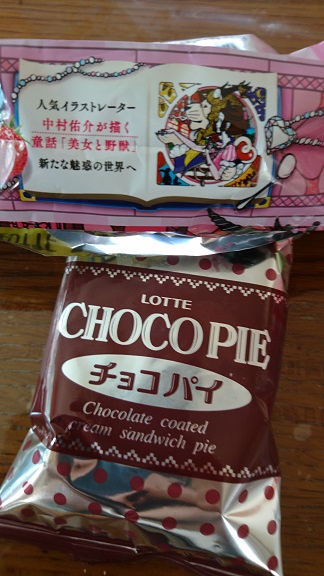 人気イラストレーター
中村佑介が描く
童話「美女と野獣」
新たな魅惑の世界へ
LOTTE
CHOCO PIE
チョコパイ
Chocolate coated
cream sandwich pie